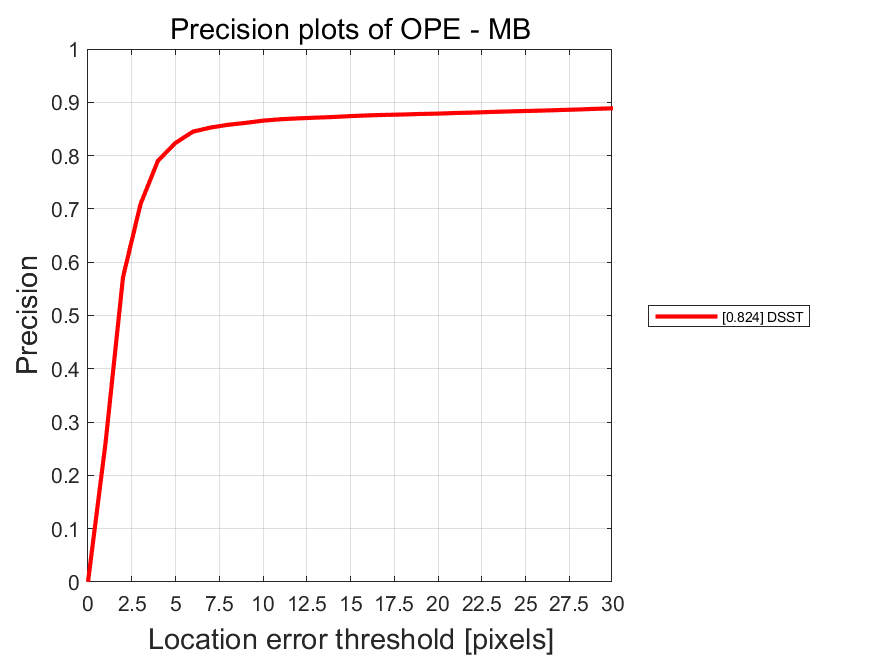 Precision plots of OPE - MB
1
0.9
0.8
0.7
0.6
0.5
0.4
0.3
0.2
0.1
0
Precision
0 2.5 5 7.5 10 12.5 15 17.5 20 22.5 25 27.5 30
Location error threshold [pixels]
[0.824] DSST